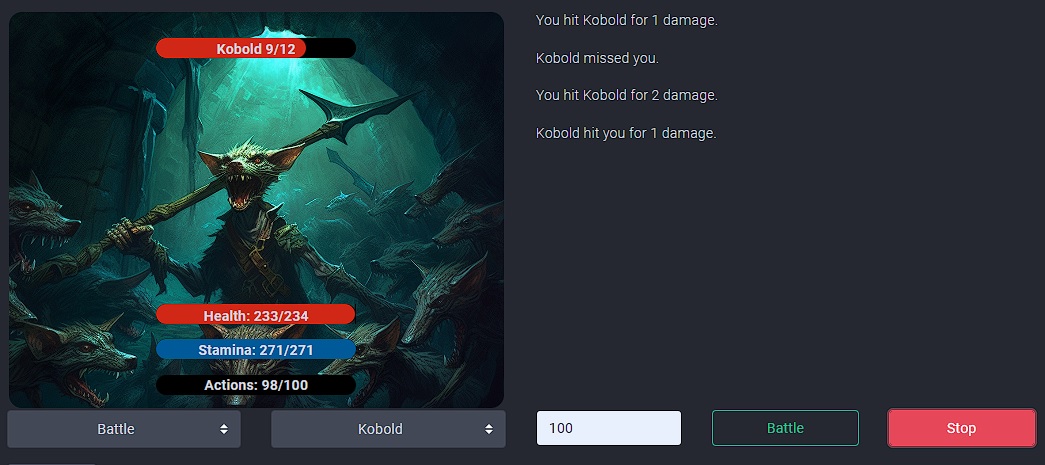 Kobold 9/12
Health: 233/234
Stamina: 271/271
Actions: 98/100
You hit Kobold for 1 damage.
Kobold missed you.
You hit Kobold for 2 damage.
Kobold hit you for 1 damage.
Battle
Kobold
100
Battle
Stop